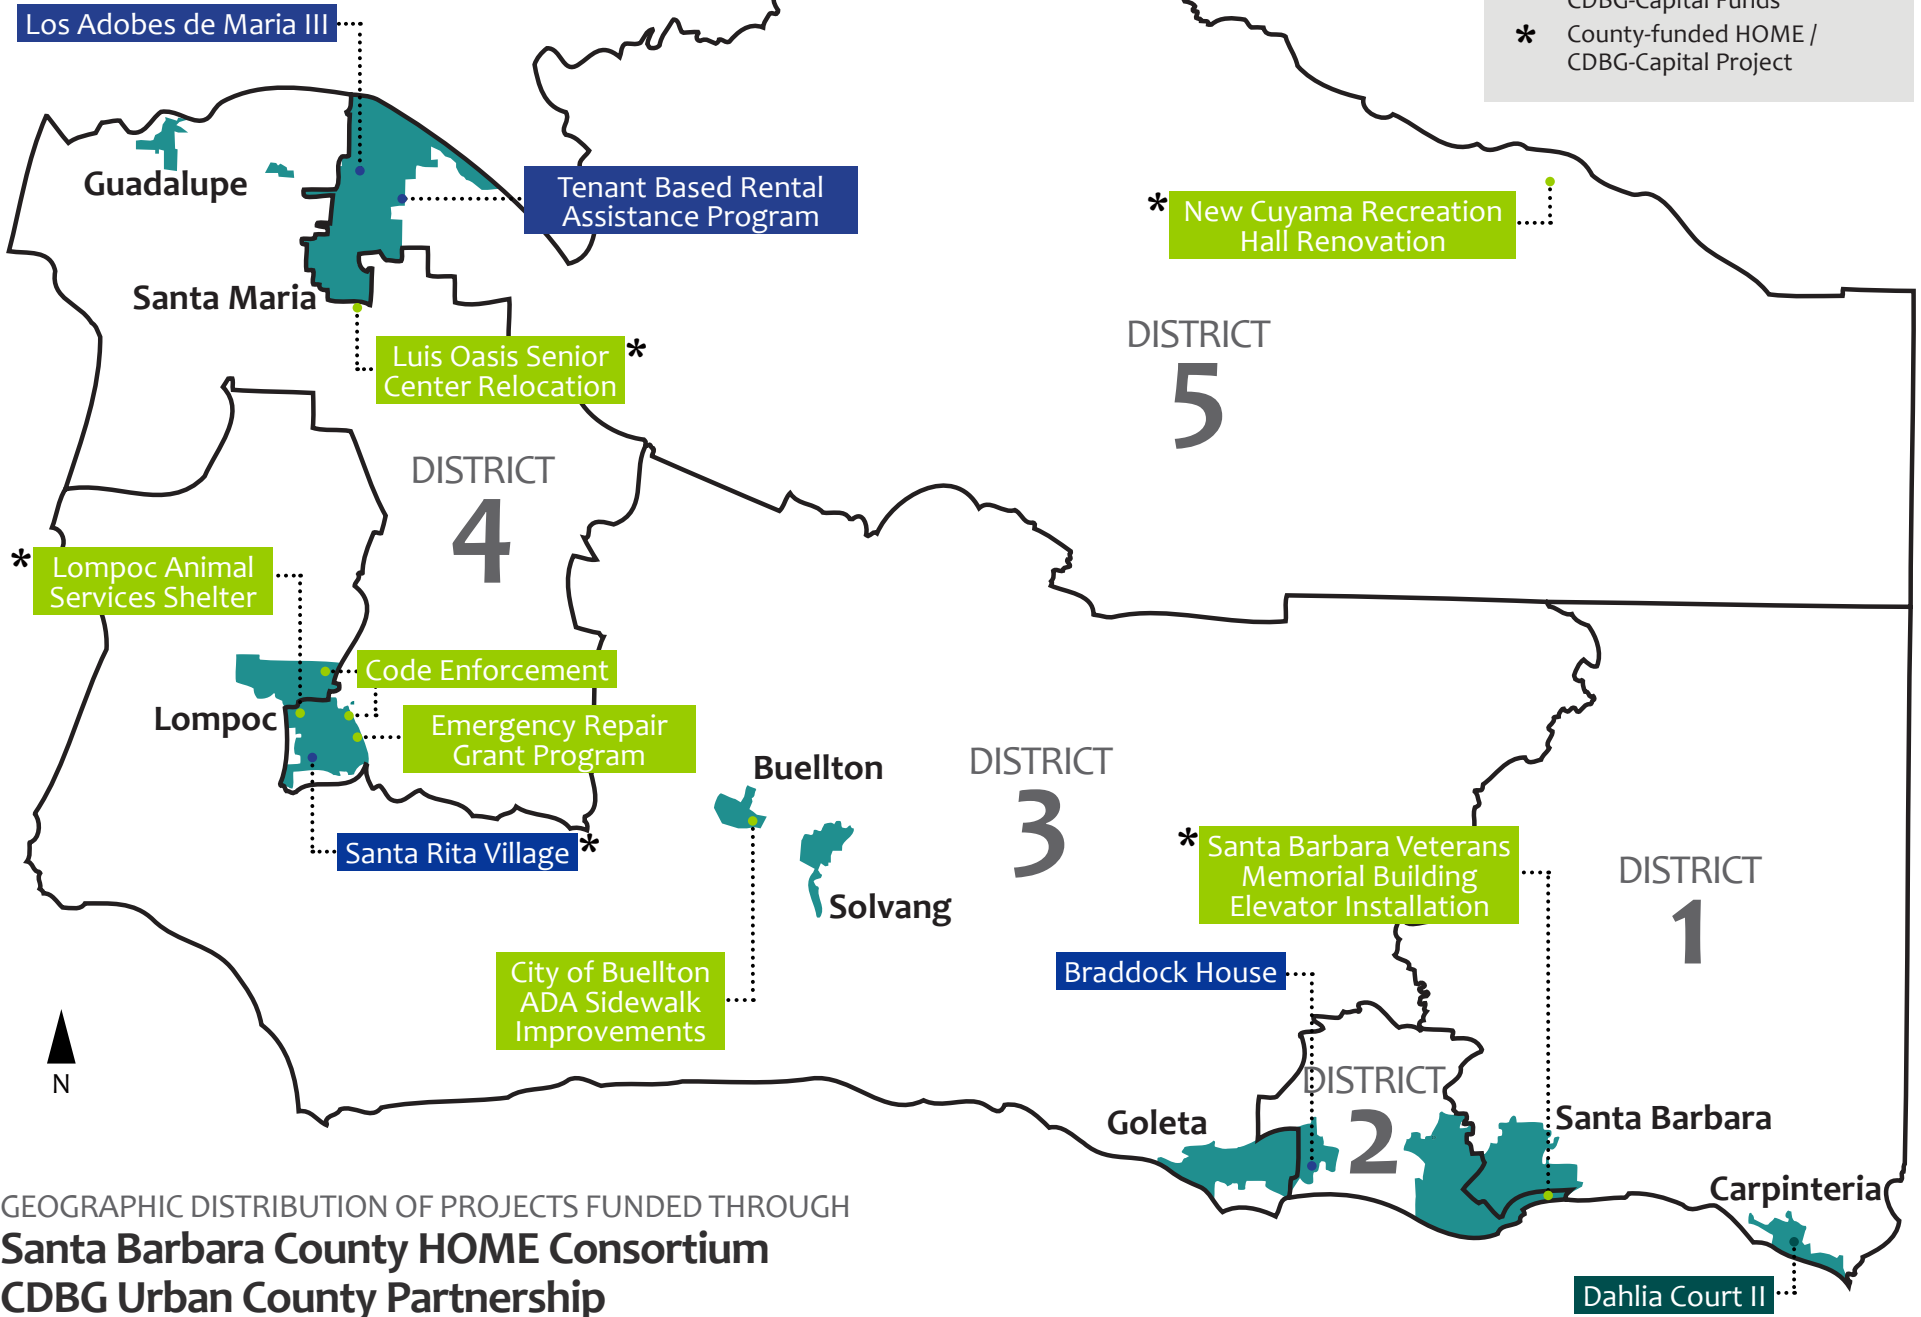 Los Adobes de Maria III
CDBG-Capital Funds
* County-funded HOME /
CDBG-Capital Project
Guadalupe
Tenant Based Rental
Assistance Program
* New Cuyama Recreation
Hall Renovation
Santa Maria
Luis Oasis Senior *
Center Relocation
DISTRICT
5
DISTRICT
4
* Lompoc Animal
Services Shelter
Code Enforcement
Lompoc
Emergency Repair
Grant Program
Buellton
DISTRICT
3
Santa Rita Village *
* Santa Barbara Veterans
Memorial Building
Elevator Installation
DISTRICT
1
Solvang
City of Buellton
ADA Sidewalk
Improvements
Braddock House
N
DISTRICT
2
Goleta
Santa Barbara
Carpinteria
GEOGRAPHIC DISTRIBUTION OF PROJECTS FUNDED THROUGH
Santa Barbara County HOME Consortium
CDBG Urban County Partnership
Dahlia Court II